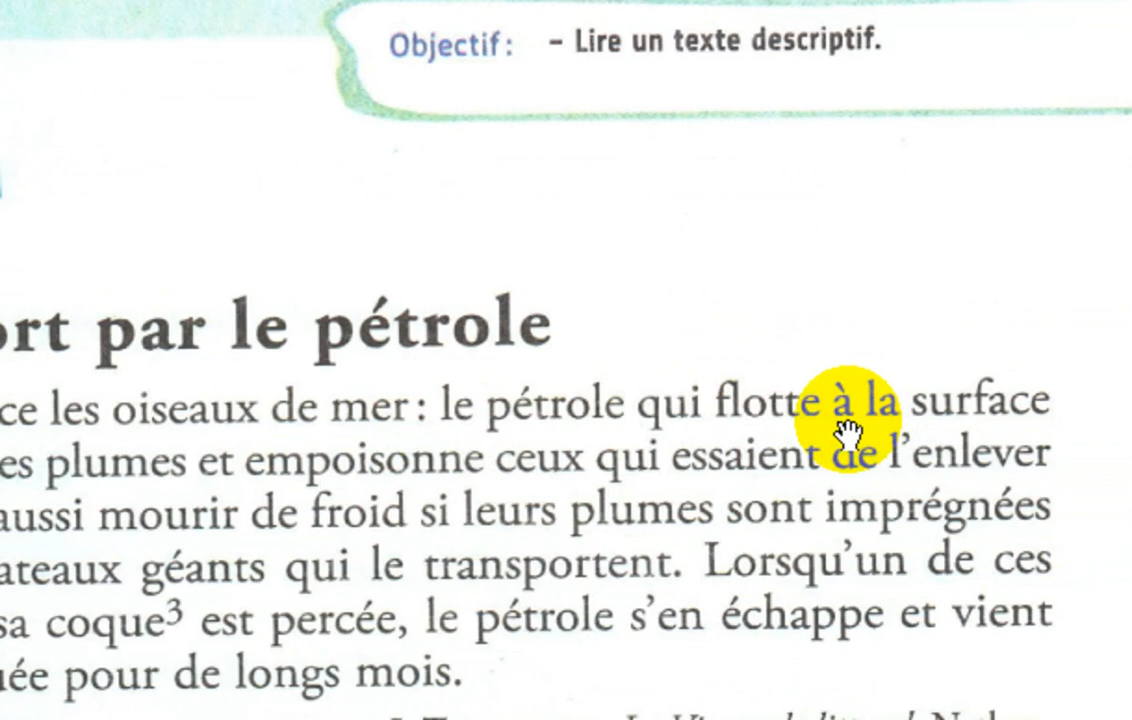 Objectif: – Lire un texte descriptif.
ort par le pétrole
ce les oiseaux de mer: le pétrole qui flotte à la surface
es plumes et empoisonne ceux qui essaient de l'enlever
aussi mourir de froid si leurs plumes sont imprégnées
ateaux géants qui le transportent. Lorsqu'un de ces
sa coque³ est percée, le pétrole s'en échappe et vient
uée pour de longs mois.